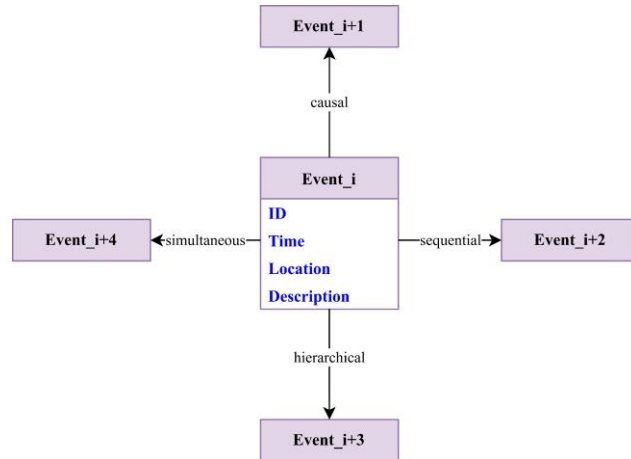 Event_i+1
causal
Event_i
ID
Time
Location
Description
Event_i+4
simultaneous
sequential
Event_i+2
hierarchical
Event_i+3